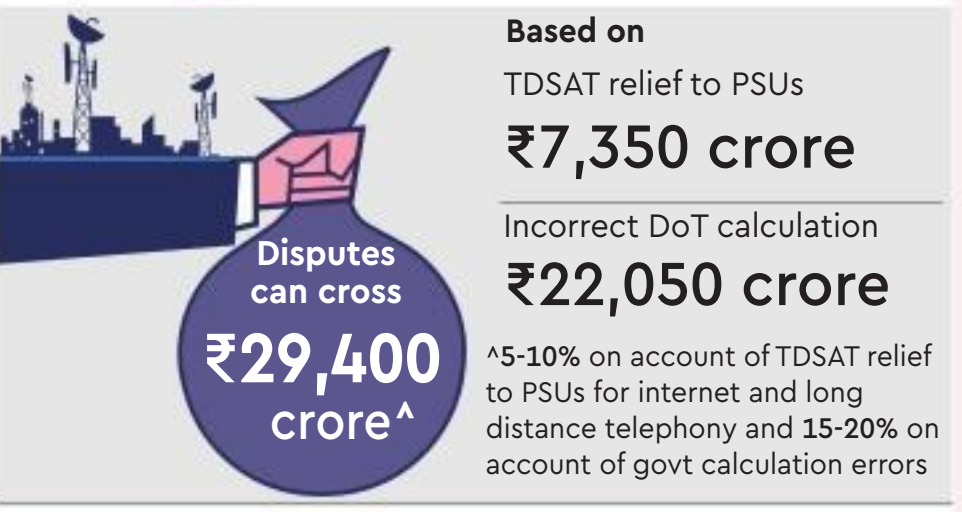 Disputes
can cross
₹29,400
crore^
Based on
TDSAT relief to PSUs
₹7,350 crore
Incorrect DoT calculation
₹22,050 crore
^5-10% on account of TDSAT relief
to PSUs for internet and long
distance telephony and 15-20% on
account of govt calculation errors